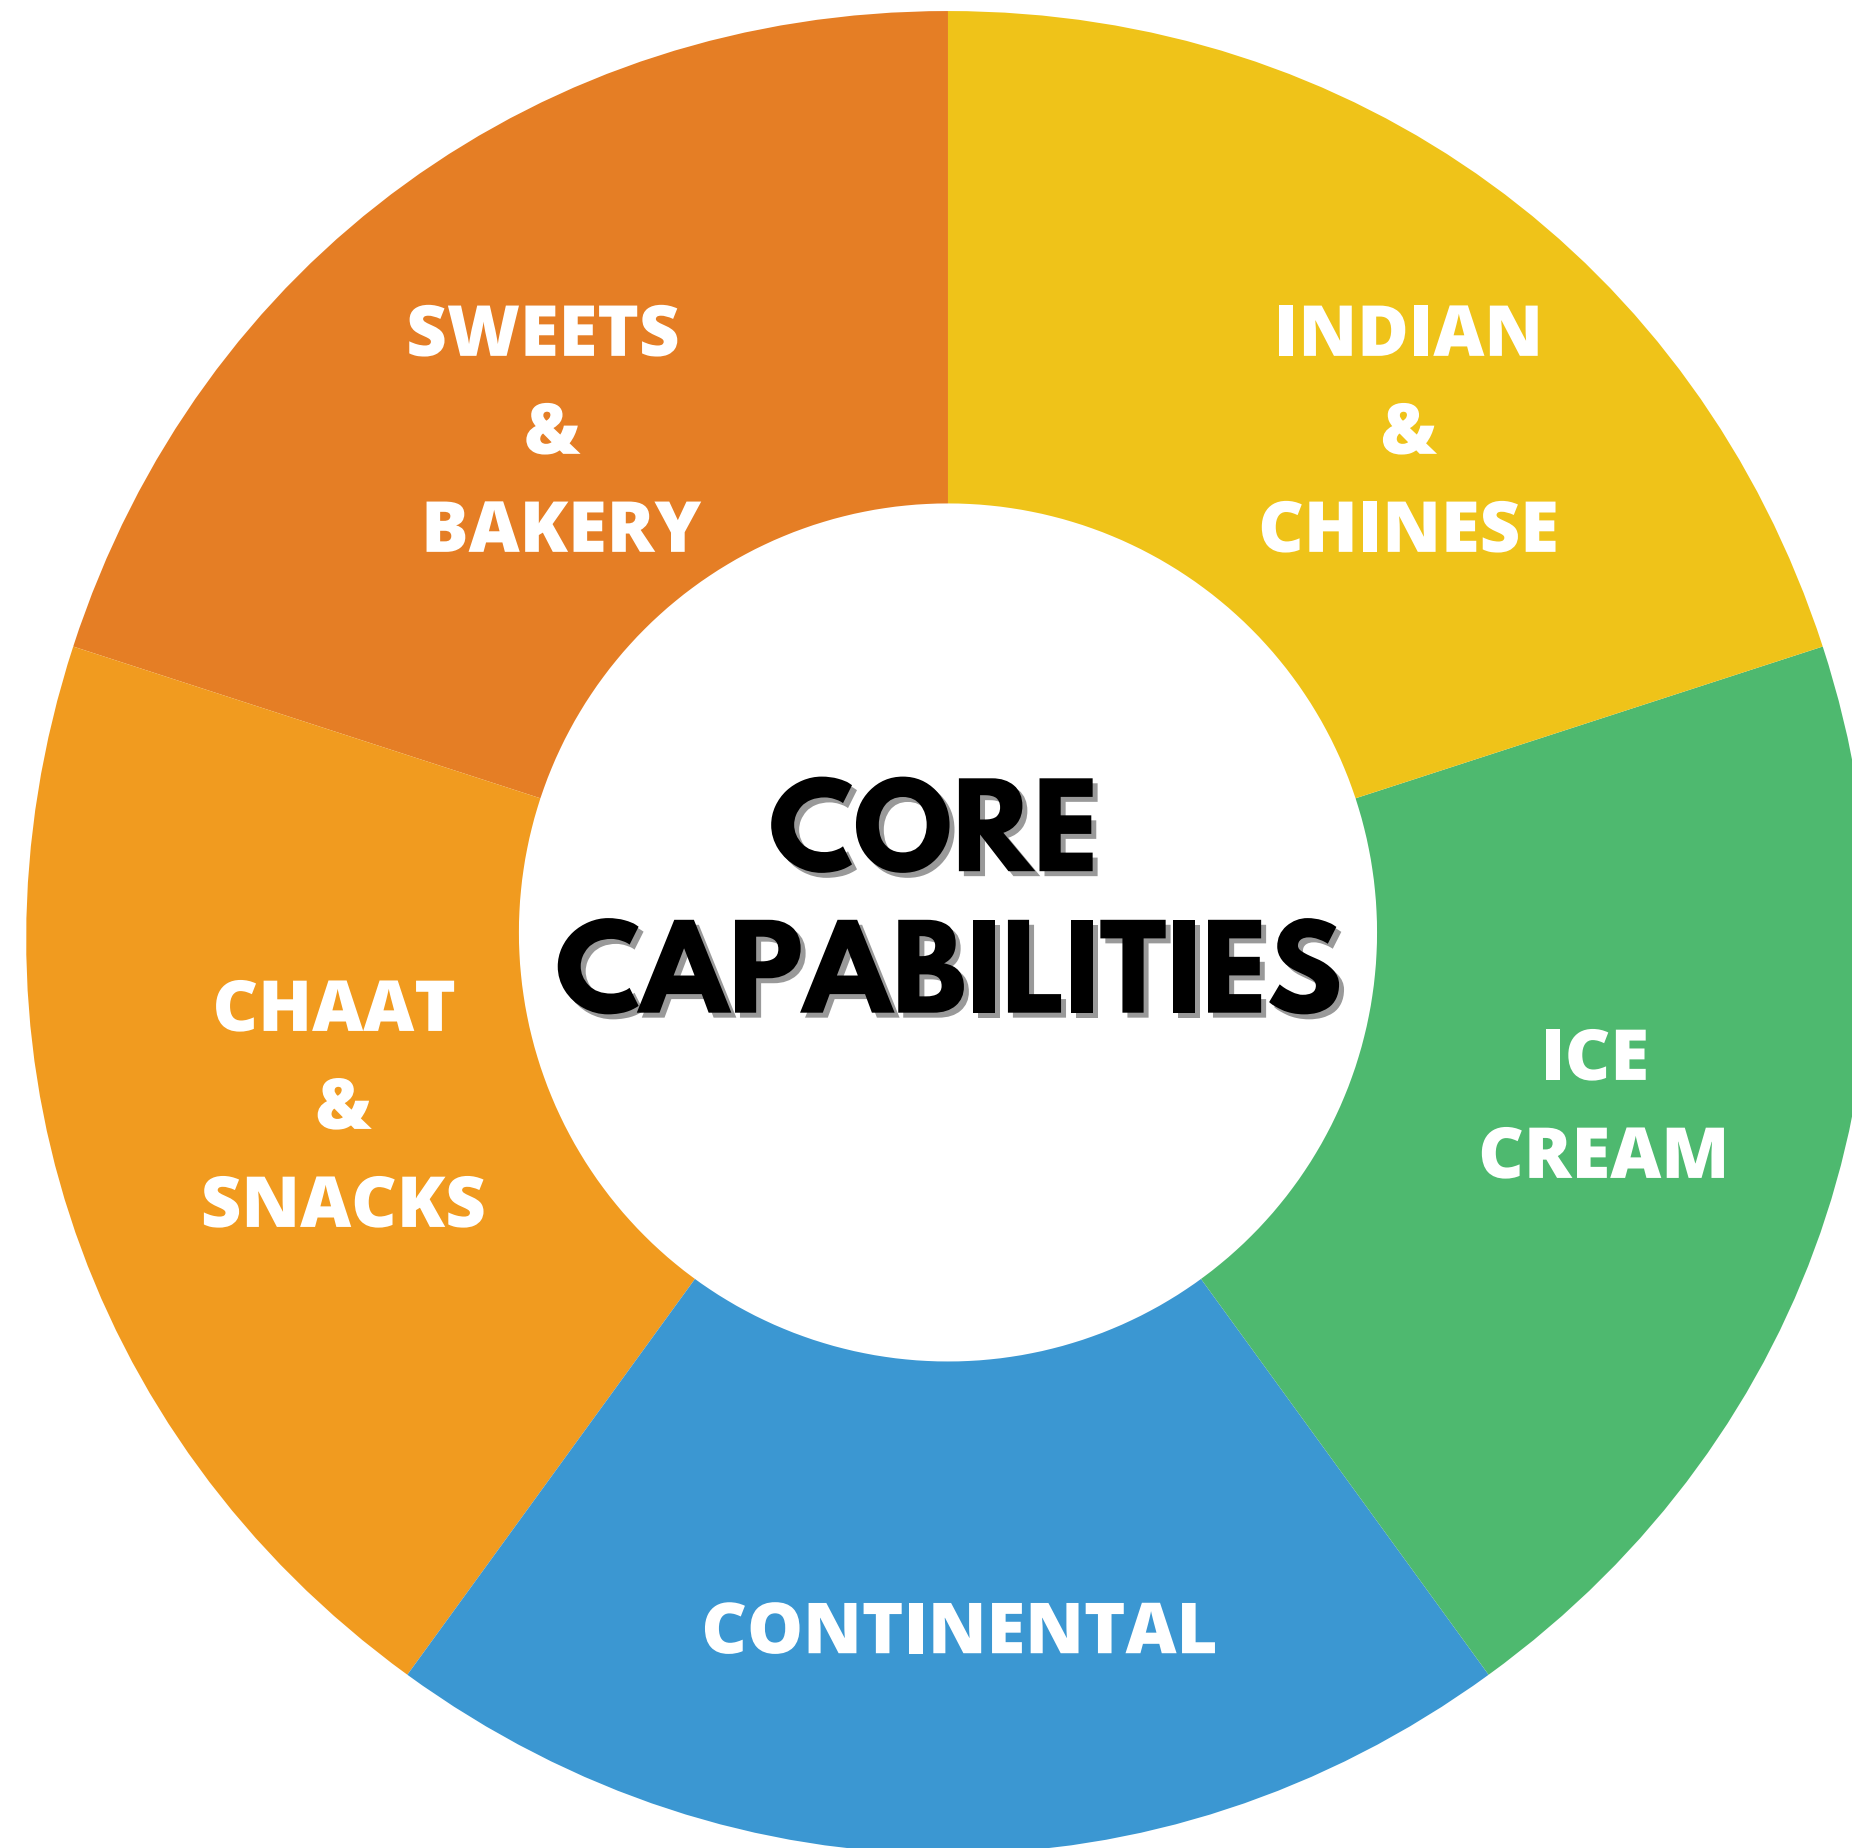 SWEETS
&
BAKERY
INDIAN
&
CHINESE
CORE
CAPABILITIES
CHAAT
&
SNACKS
ICE
CREAM
CONTINENTAL